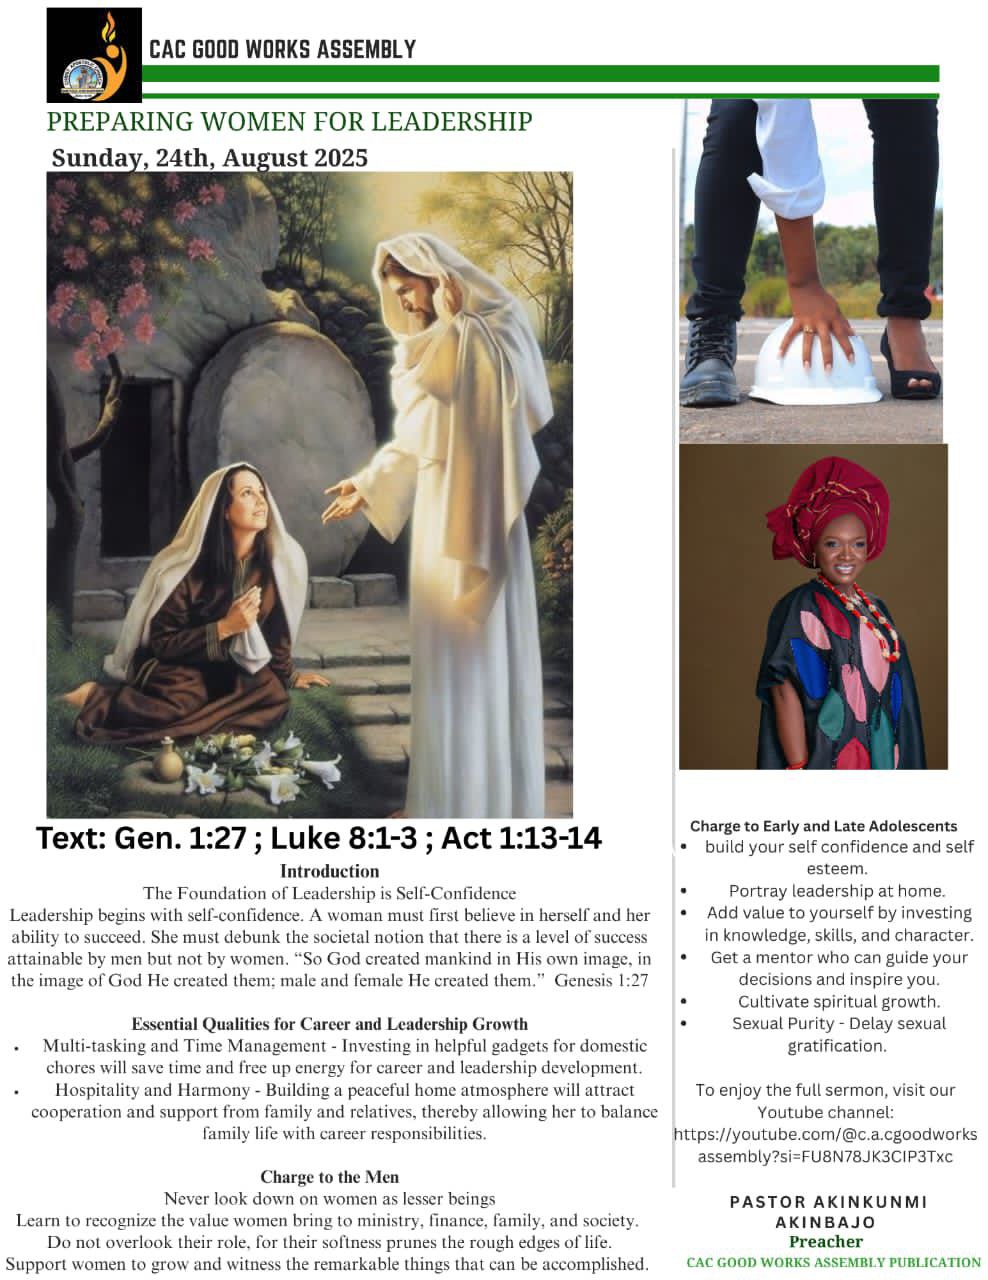 CAC GOOD WORKS ASSEMBLY
PREPARING WOMEN FOR LEADERSHIP
Sunday, 24th, August 2025
Text: Gen. 1:27 ; Luke 8:1-3 ; Act 1:13-14
Introduction
The Foundation of Leadership is Self-Confidence
Leadership begins with self-confidence. A woman must first believe in herself and her
ability to succeed. She must debunk the societal notion that there is a level of success
attainable by men but not by women. “So God created mankind in His own image, in
the image of God He created them; male and female He created them.” Genesis 1:27
Essential Qualities for Career and Leadership Growth
• Multi-tasking and Time Management - Investing in helpful gadgets for domestic
chores will save time and free up energy for career and leadership development.
• Hospitality and Harmony - Building a peaceful home atmosphere will attract
cooperation and support from family and relatives, thereby allowing her to balance
family life with career responsibilities.
Charge to the Men
Never look down on women as lesser beings
Learn to recognize the value women bring to ministry, finance, family, and society.
Do not overlook their role, for their softness prunes the rough edges of life.
Support women to grow and witness the remarkable things that can be accomplished.
Charge to Early and Late Adolescents
• build your self confidence and self
esteem.
• Portray leadership at home.
• Add value to yourself by investing
in knowledge, skills, and character.
• Get a mentor who can guide your
decisions and inspire you.
• Cultivate spiritual growth.
• Sexual Purity - Delay sexual
gratification.
To enjoy the full sermon, visit our
Youtube channel:
https://youtube.com/@c.a.cgoodworks
assembly?si=FU8N78JK3CIP3Txc
PASTOR AKINKUNMI
AKINBAJO
Preacher
CAC GOOD WORKS ASSEMBLY PUBLICATION